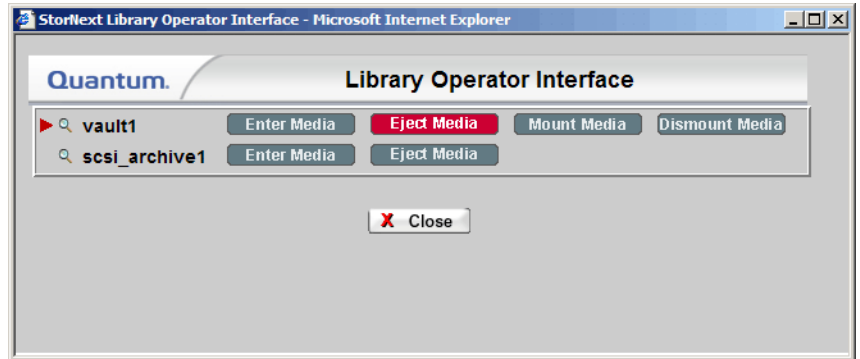 StorNext Library Operator Interface - Microsoft Internet Explorer
Quantum. Library Operator Interface
vault1 Enter Media Eject Media Mount Media Dismount Media
scsi_archive1 Enter Media Eject Media
X Close